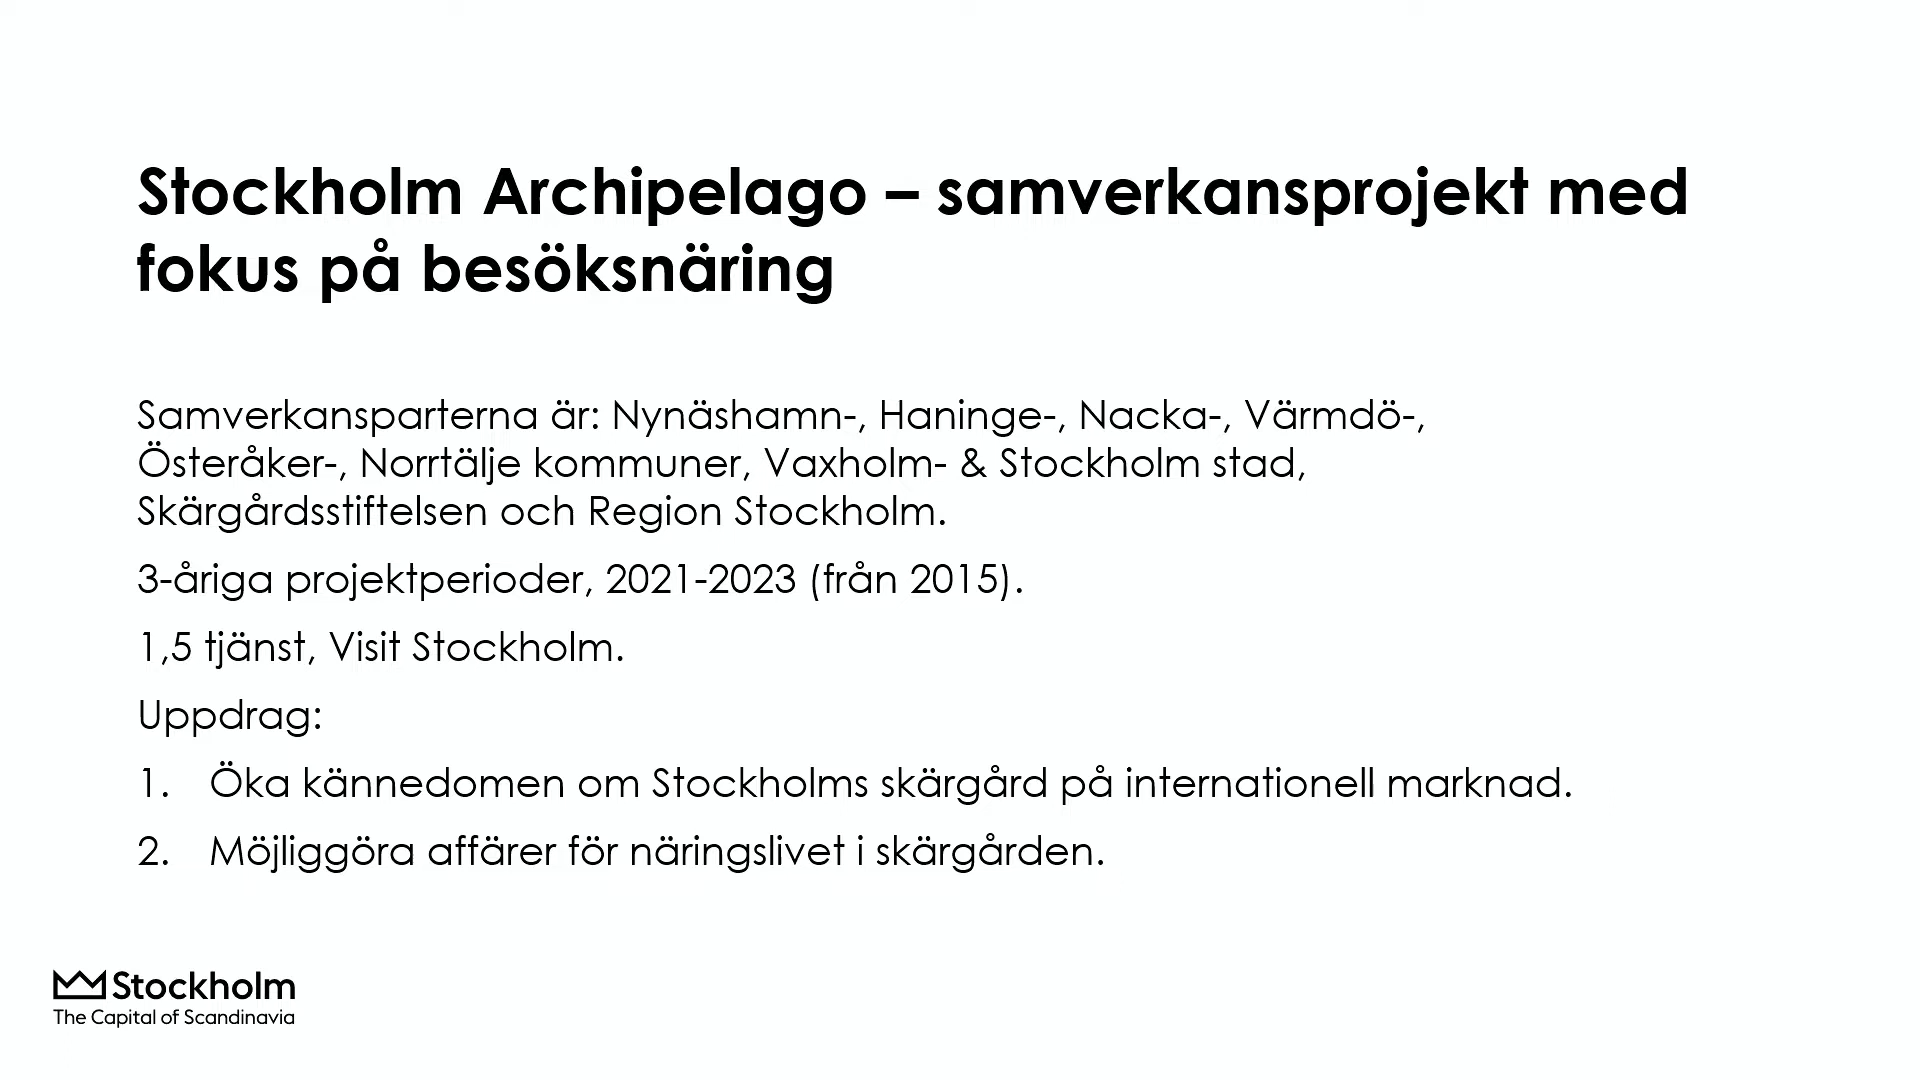 Stockholm Archipelago – samverkansprojekt med
fokus på besöksnäring
Samverkansparterna är: Nynäshamn-, Haninge-, Nacka-, Värmdö-,
Österåker-, Norrtälje kommuner, Vaxholm- & Stockholm stad,
Skärgårdsstiftelsen och Region Stockholm.
3-åriga projektperioder, 2021-2023 (från 2015).
1,5 tjänst, Visit Stockholm.
Uppdrag:
1. Öka kännedomen om Stockholms skärgård på internationell marknad.
2. Möjliggöra affärer för näringslivet i skärgården.
Stockholm
The Capital of Scandinavia